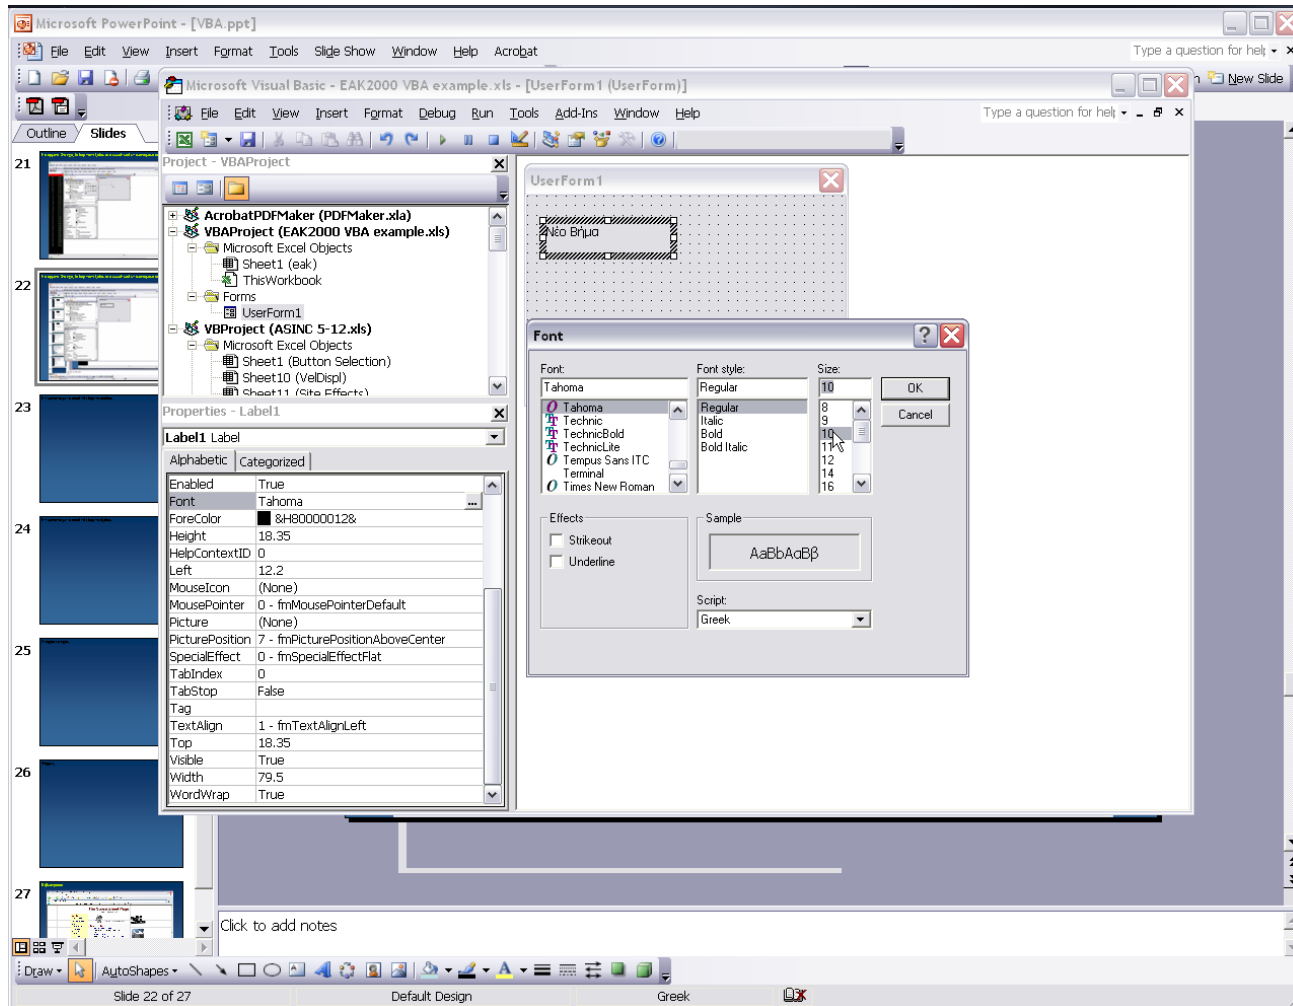 Microsoft PowerPoint - [VBA.ppt]
File Edit View Insert Format Tools Slide Show Window Help Acrobat
Type a question for help
New Slide
Outline Slides
21
22
23
24
25
26
27
Microsoft Visual Basic - EAK2000 VBA example.xls - [UserForm1 (UserForm)]
File Edit View Insert Format Debug Run Tools Add-Ins Window Help
Type a question for help
Project - VBAProject
AcrobatPDFMaker (PDFMaker.xla)
VBAProject (EAK2000 VBA example.xls)
Microsoft Excel Objects
Sheet1 (eak)
ThisWorkbook
Forms
UserForm1
VBProject (ASINC 5-12.xls)
Microsoft Excel Objects
Sheet1 (Button Selection)
Sheet10 (VelDispl)
Sheet11 (Site Effects)
Properties - Label1
Label1 Label
Alphabetic Categorized
Enabled True
Font Tahoma ...
ForeColor &H80000012&
Height 18.35
HelpContextID 0
Left 12.2
MouseIcon (None)
MousePointer 0 - fmMousePointerDefault
Picture (None)
PicturePosition 7 - fmPicturePositionAboveCenter
SpecialEffect 0 - fmSpecialEffectFlat
TabIndex 0
TabStop False
Tag
TextAlign 1 - fmTextAlignLeft
Top 18.35
Visible True
Width 79.5
WordWrap True
UserForm1
Νέο Βήμα
Font
Font: Font style: Size:
Tahoma Regular 10
OK
Cancel
Tahoma
Technic
TechnicBold
TechnicLite
Tempus Sans ITC
Terminal
Times New Roman
Regular
Italic
Bold
Bold Italic
8
9
10
11
12
14
16
Effects
Strikeout
Underline
Sample
AaBbΑαΒβ
Script:
Greek
Click to add notes
Draw AutoShapes
Slide 22 of 27 Default Design Greek